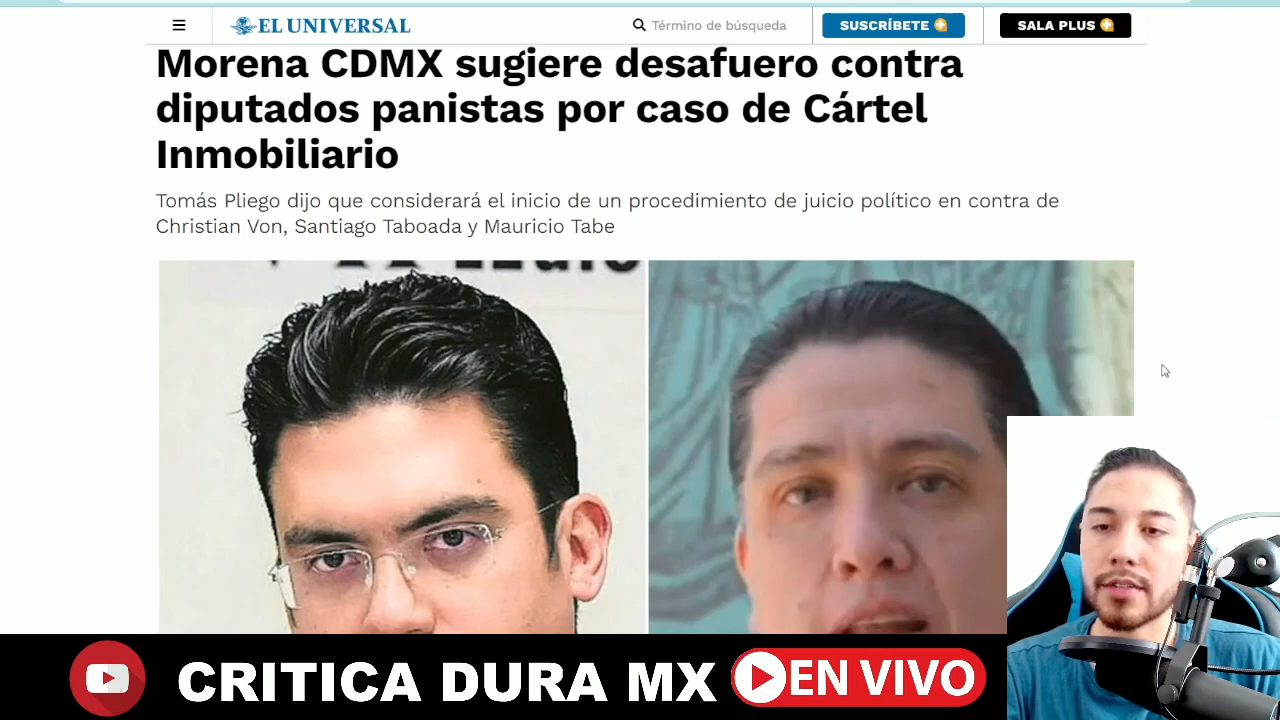 EL UNIVERSAL
Término de búsqueda
SUSCRÍBETE
SALA PLUS
Morena CDMX sugiere desafuero contra
diputados panistas por caso de Cártel
Inmobiliario
Tomás Pliego dijo que considerará el inicio de un procedimiento de juicio político en contra de
Christian Von, Santiago Taboada y Mauricio Tabe
CRITICA DURA MX
EN VIVO